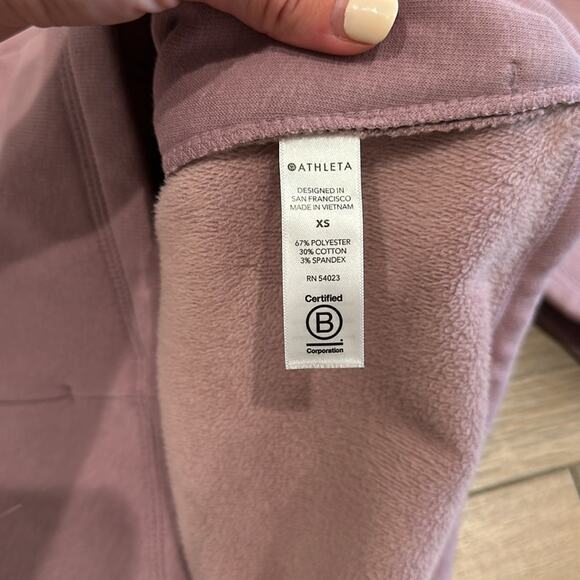 ATHLETA
DESIGNED IN
SAN FRANCISCO
MADE IN VIETNAM
XS
67% POLYESTER
30% COTTON
3% SPANDEX
RN 54023
Certified
B
Corporation